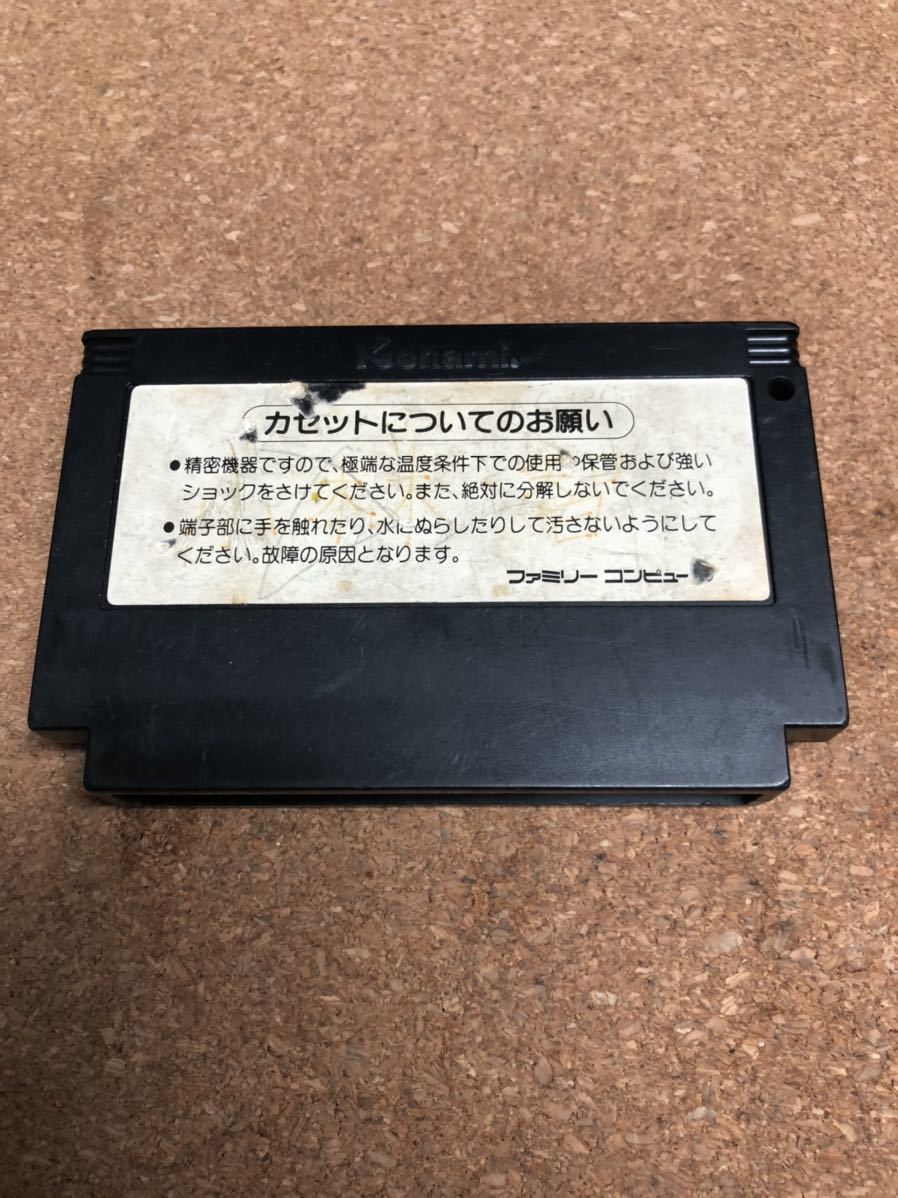 Konami
カセットについてのお願い
●精密機器ですので、極端な温度条件下での使用や保管および強い
ショックをさけてください。また、絶対に分解しないでください。
●端子部に手を触れたり、水にぬらしたりして汚さないようにして
ください。故障の原因となります。
ファミリー コンピュー